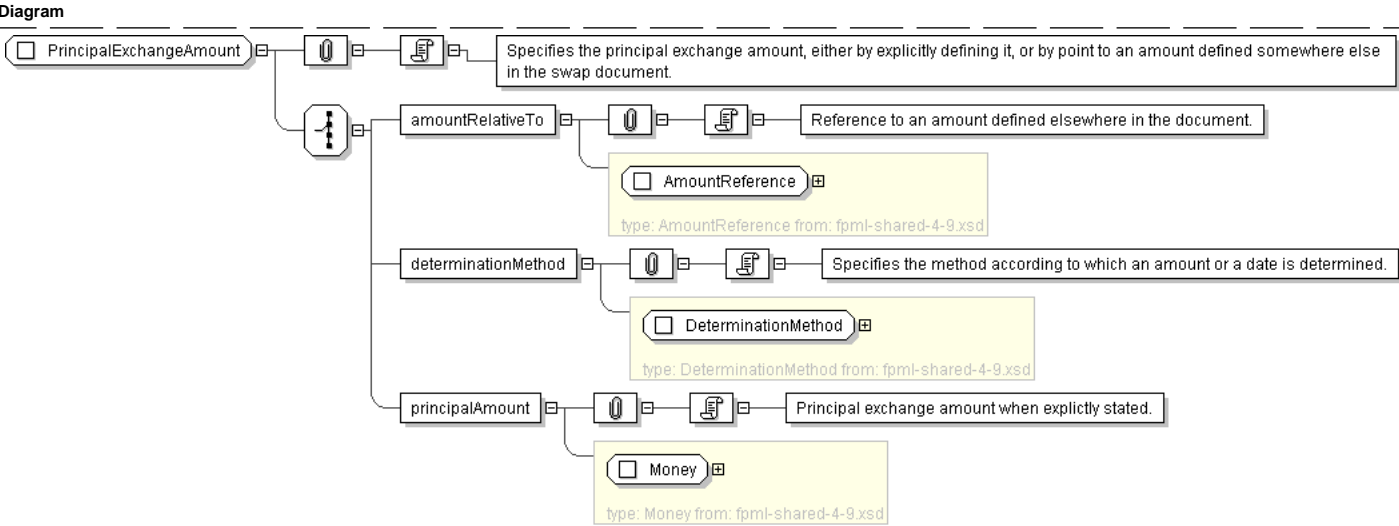 Diagram
PrincipalExchangeAmount
Specifies the principal exchange amount, either by explicitly defining it, or by point to an amount defined somewhere else
in the swap document.
amountRelativeTo
Reference to an amount defined elsewhere in the document.
AmountReference
type: AmountReference from: fpml-shared-4-9.xsd
determinationMethod
Specifies the method according to which an amount or a date is determined.
DeterminationMethod
type: DeterminationMethod from: fpml-shared-4-9.xsd
principalAmount
Principal exchange amount when explictly stated.
Money
type: Money from: fpml-shared-4-9.xsd